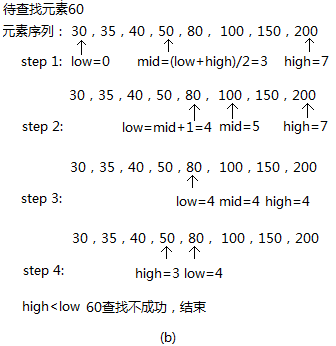 待查找元素60
元素序列：30，35，40，50，80，100，150，200
step 1: low=0 mid=(low+high)/2=3 high=7
30，35，40，50，80，100，150，200
step 2: low=mid+1=4 mid=5 high=7
30，35，40，50，80，100，150，200
step 3:
low=4 mid=4 high=4
30，35，40，50，80，100，150，200
step 4:
high=3 low=4
high<low 60查找不成功，结束
(b)